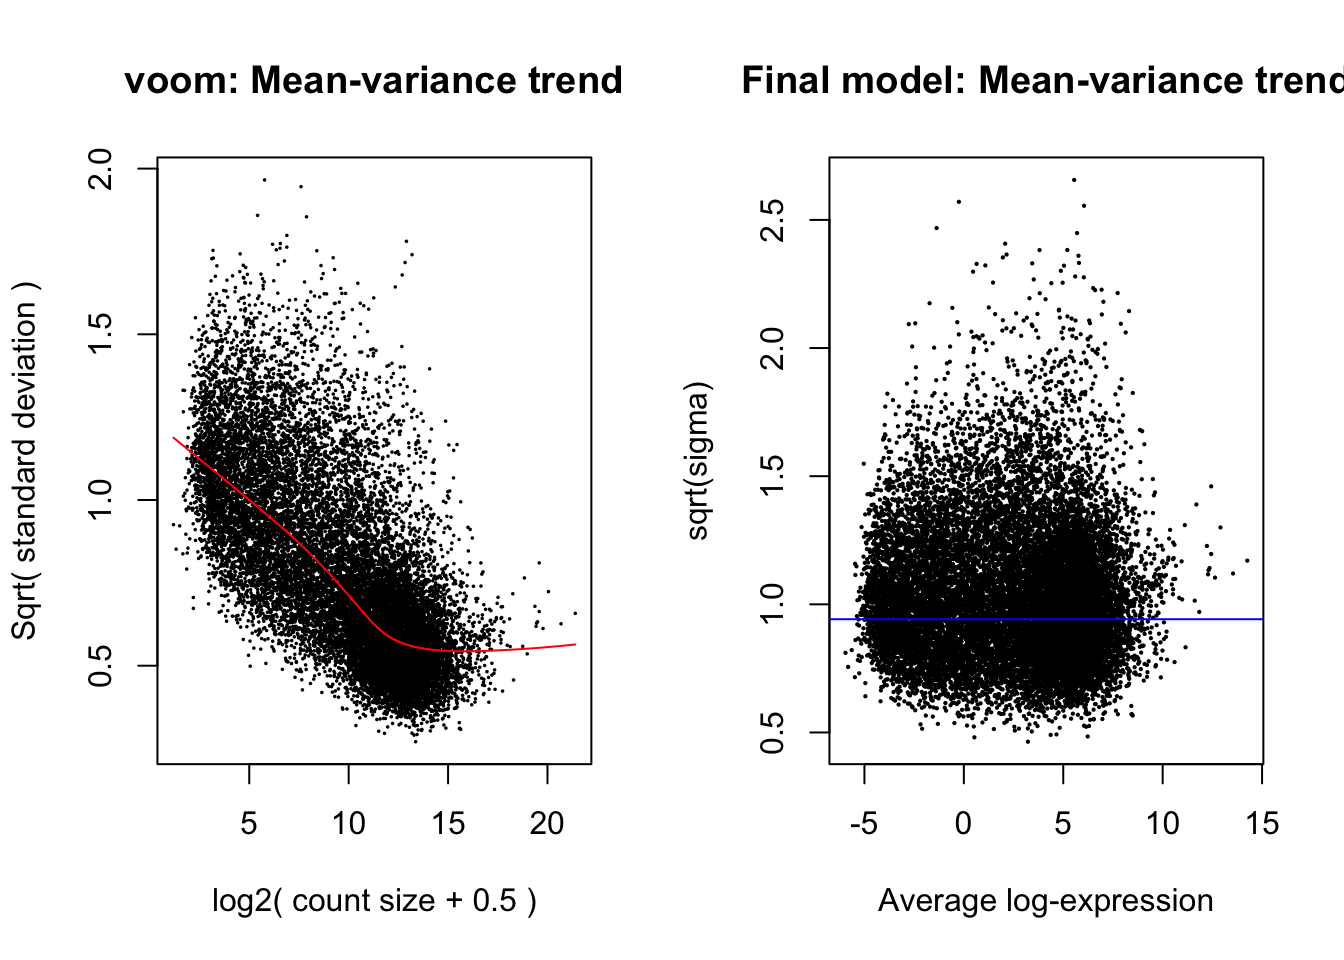 voom: Mean-variance trend
Sqrt( standard deviation )
2.0
1.5
1.0
0.5
5 10 15 20
log2( count size + 0.5 )
Final model: Mean-variance trend
sqrt(sigma)
2.5
2.0
1.5
1.0
0.5
-5 0 5 10 15
Average log-expression